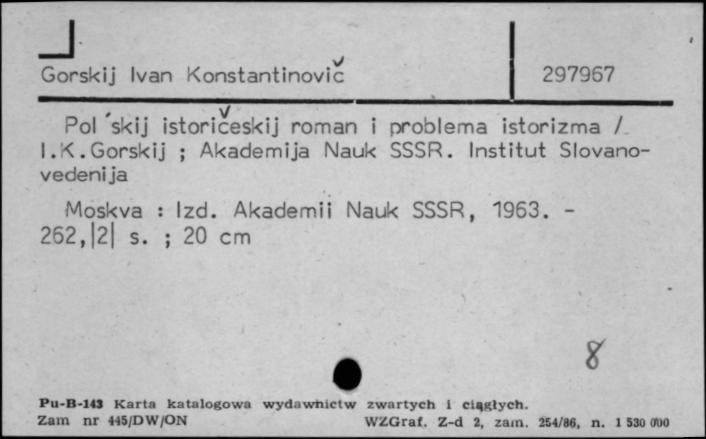 Gorskij Ivan Konstantinovič 297967
Pol'skij istoričeskij roman i problema istorizma /
I.K.Gorskij ; Akademija Nauk SSSR. Institut Slovano-
vedenija
Moskva : Izd. Akademii Nauk SSSR, 1963. -
262,|2| s. ; 20 cm
8
Pu-B-143 Karta katalogowa wydawnictw zwartych i ciągłych.
Zam nr 445/DW/ON WZGraf. Z-d 2, zam. 254/86, n. 1 530 000